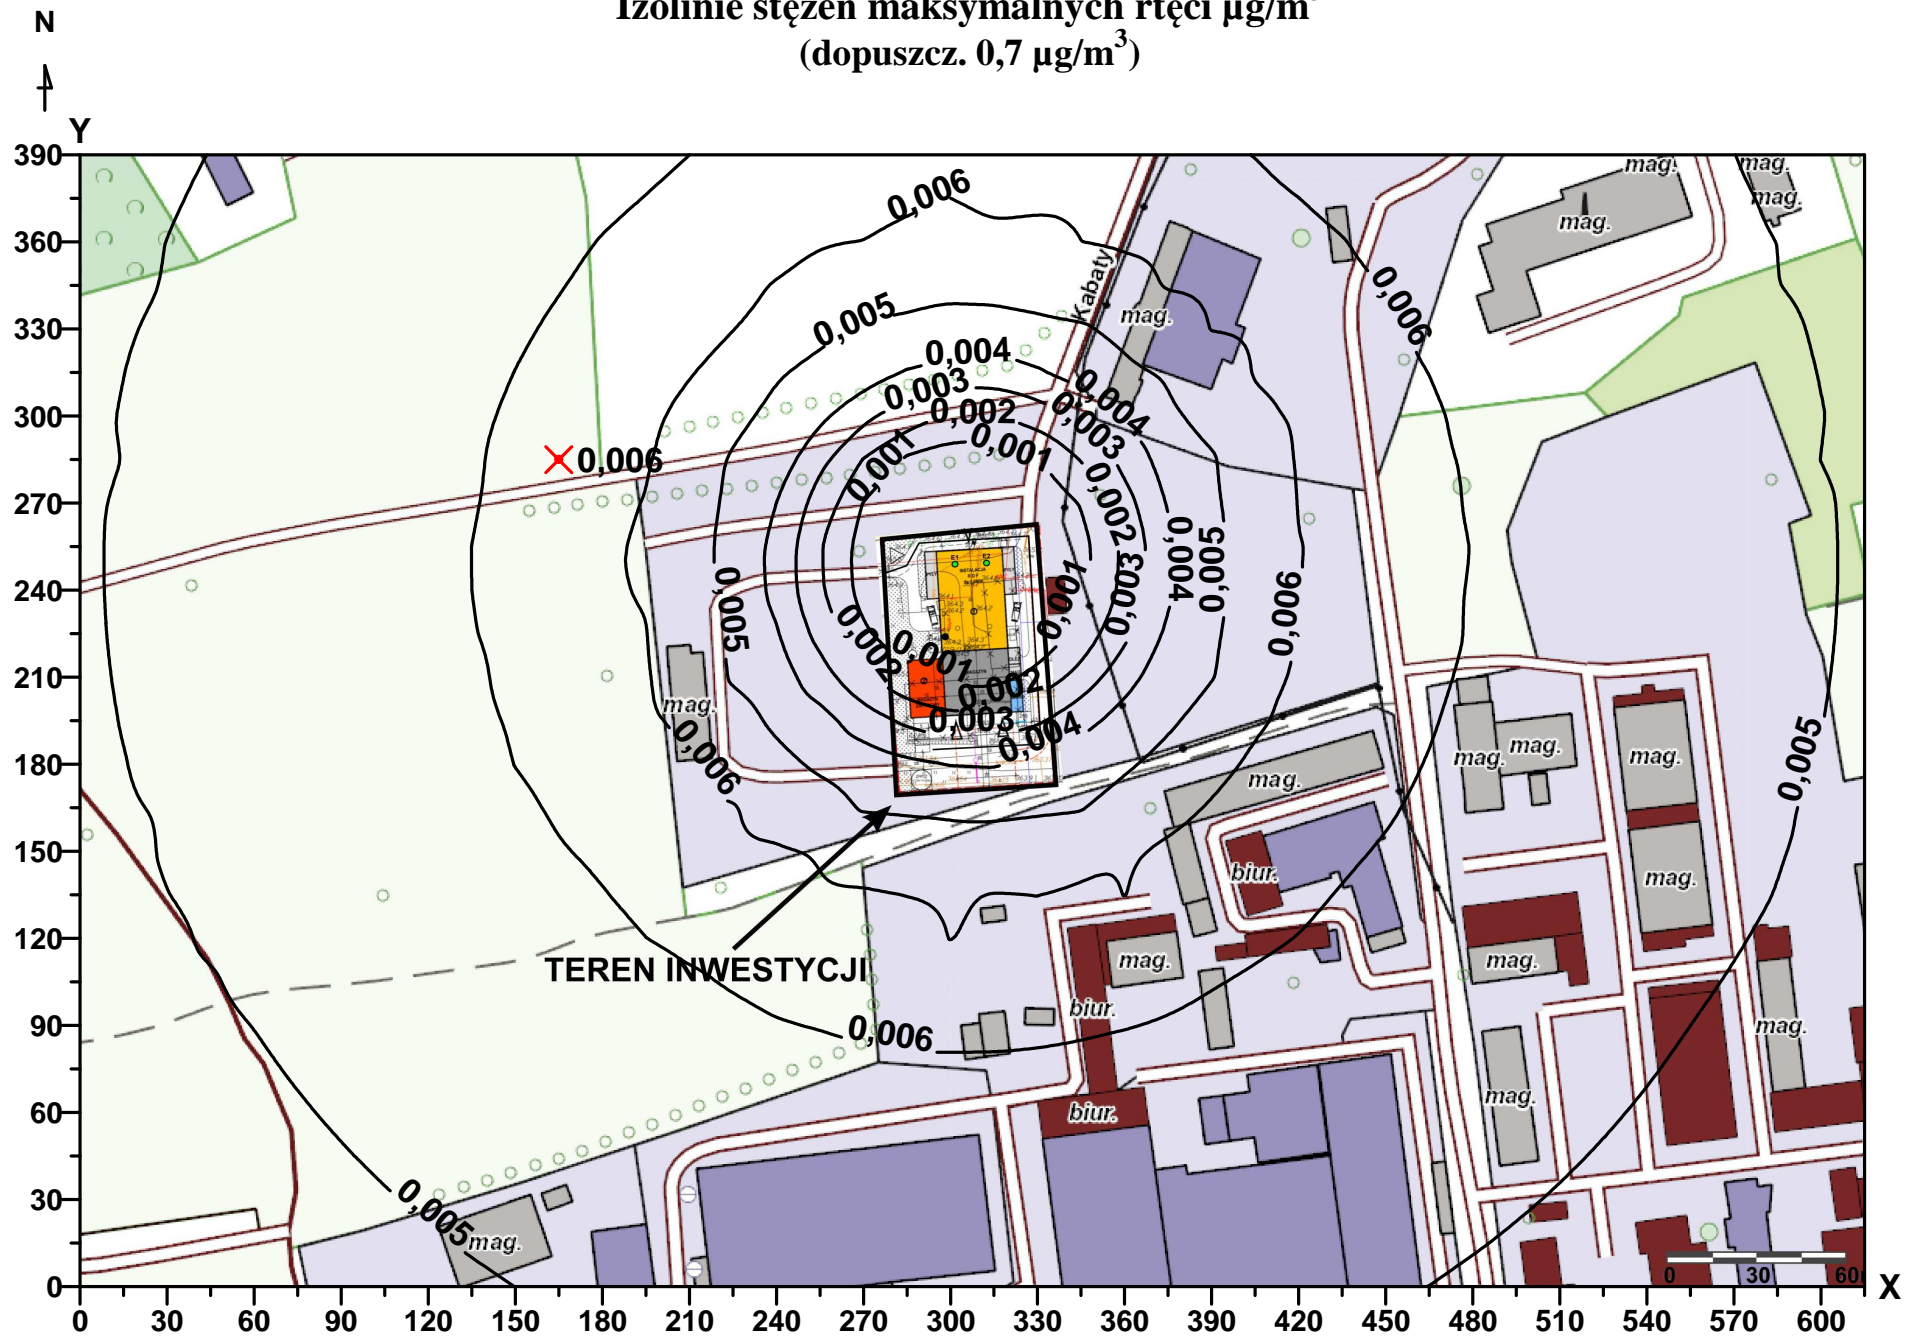 Izolinie stężeń maksymalnych rtęci µg/m³
(dopuszcz. 0,7 µg/m³)
N
Y
390
360
330
300
270
240
210
180
150
120
90
60
30
0
0 30 60 90 120 150 180 210 240 270 300 330 360 390 420 450 480 510 540 570 600
X
0,006
0,005
0,004
0,003
0,002
0,001
0,001
0,004
0,003
0,002
0,001
0,003
0,004
0,005
0,006
0,006
0,006
0,005
0,002
0,001
0,002
0,003
0,004
0,006
0,006
0,005
0,005
Kabaty
mag.
mag.
mag.
mag.
mag.
mag.
mag.
mag.
mag.
mag.
mag.
mag.
biur.
mag.
mag.
biur.
mag.
mag.
biur.
mag.
TEREN INWESTYCJI
E1
E2
INSTALACJA
0 30 60